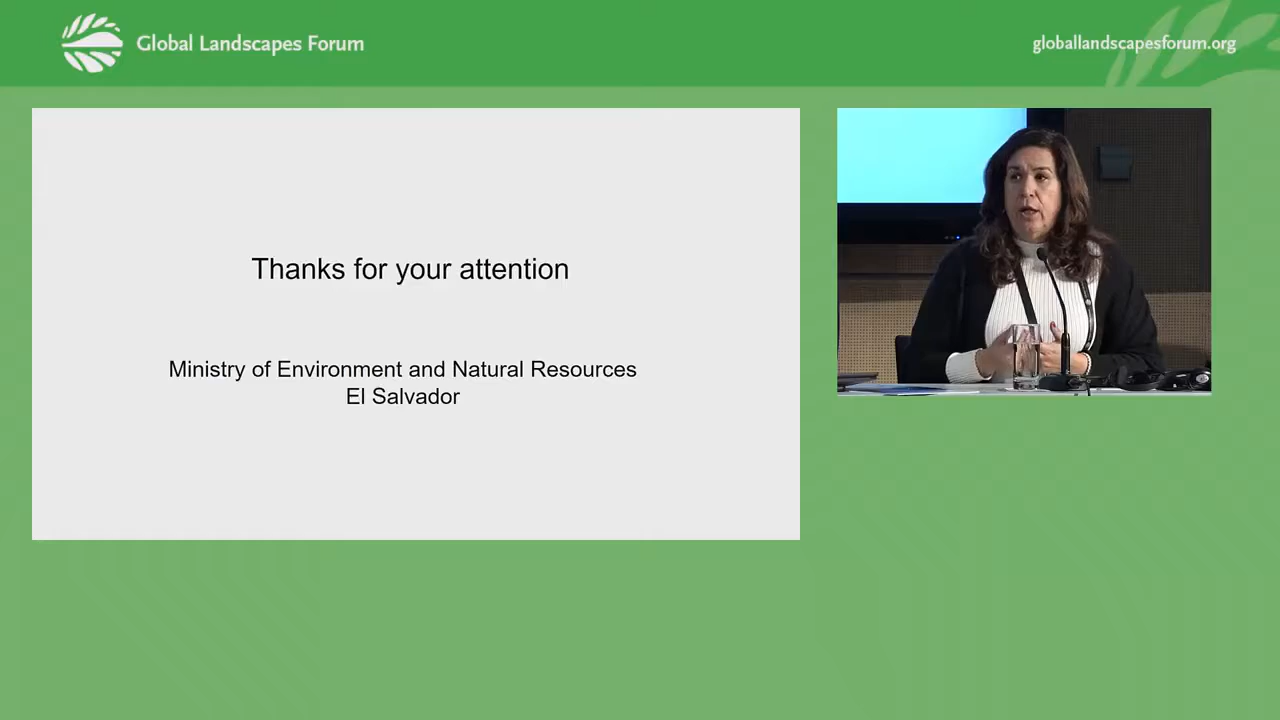 Global Landscapes Forum
globallandscapesforum.org
Thanks for your attention
Ministry of Environment and Natural Resources
El Salvador